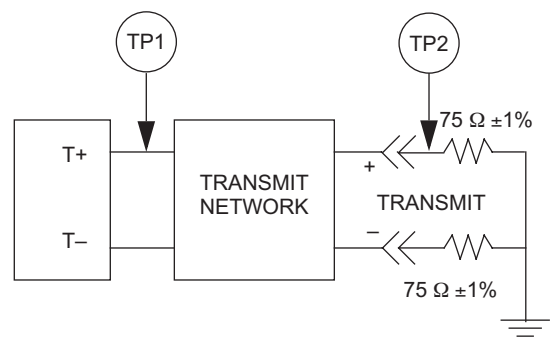 TP1
TP2
75 Ω ±1%
T+
+
TRANSMIT
NETWORK
TRANSMIT
T–
–
75 Ω ±1%